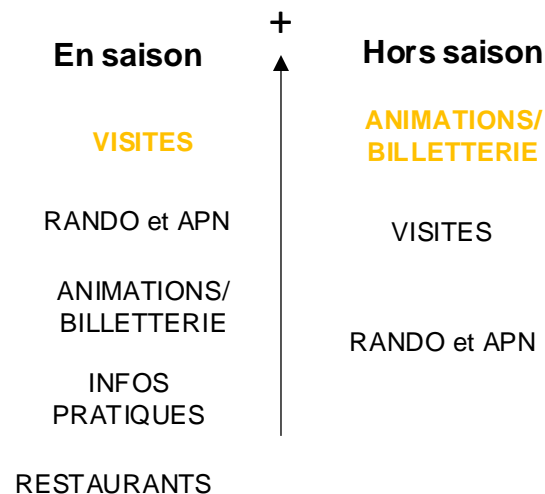 +
En saison
Hors saison
VISITES
RANDO et APN
ANIMATIONS/
BILLETTERIE
INFOS
PRATIQUES
RESTAURANTS
ANIMATIONS/
BILLETTERIE
VISITES
RANDO et APN